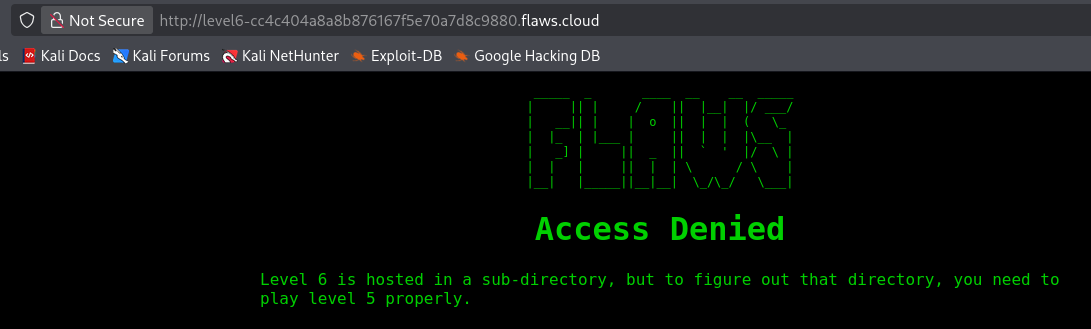 Not Secure http://level6-cc4c404a8a8b876167f5e70a7d8c9880.flaws.cloud
ls Kali Docs Kali Forums Kali NetHunter Exploit-DB Google Hacking DB
FLAWS
Access Denied
Level 6 is hosted in a sub-directory, but to figure out that directory, you need to
play level 5 properly.